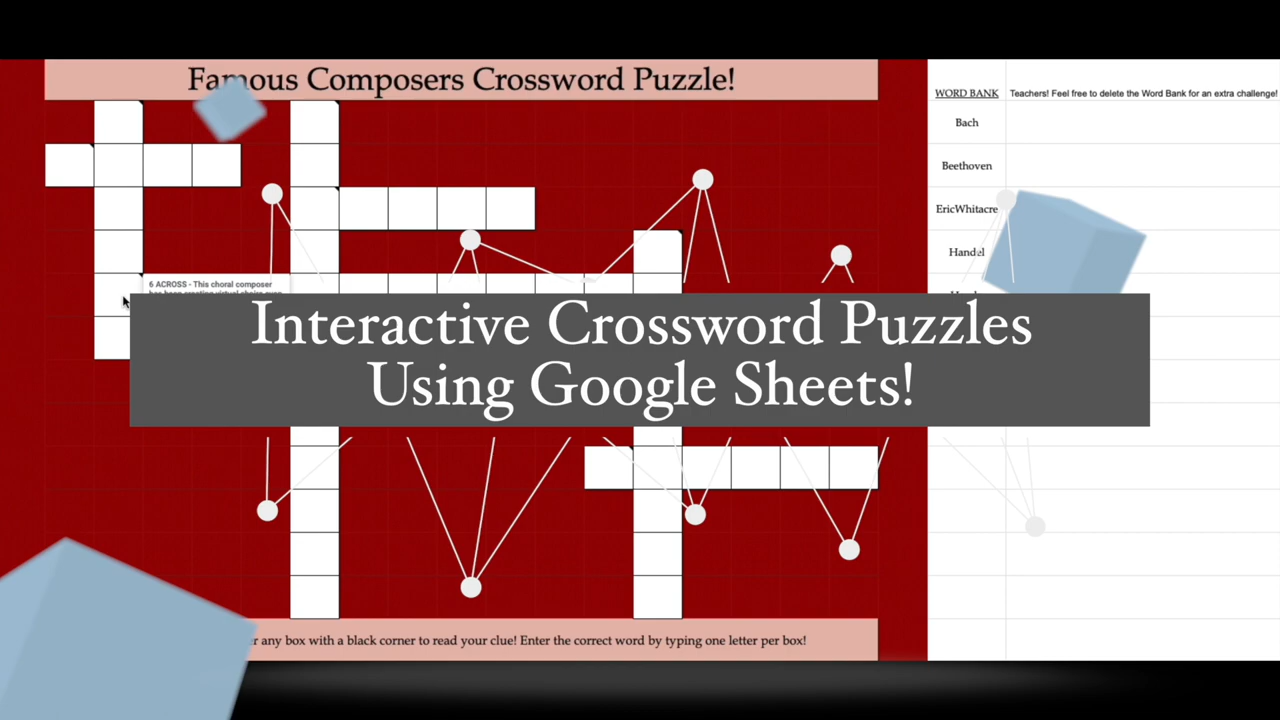 Famous Composers Crossword Puzzle!
WORD BANK
Teachers! Feel free to delete the Word Bank for an extra challenge!
Bach
Beethoven
EricWhitacre
Handel
6 ACROSS - This choral composer
Interactive Crossword Puzzles
Using Google Sheets!
any box with a black corner to read your clue! Enter the correct word by typing one letter per box!